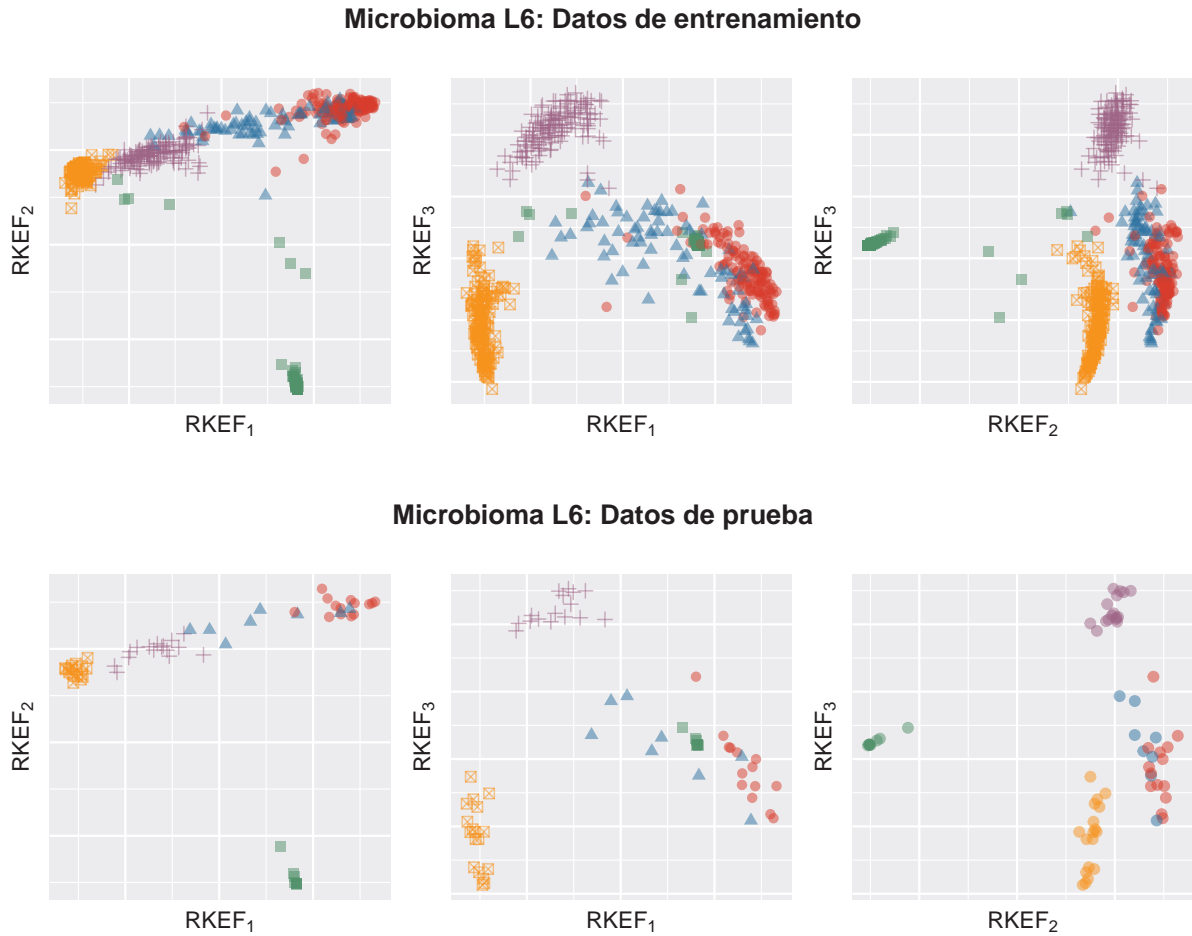 Microbioma L6: Datos de entrenamiento
RKEF₂
RKEF₁
RKEF₃
RKEF₁
RKEF₃
RKEF₂
Microbioma L6: Datos de prueba
RKEF₂
RKEF₁
RKEF₃
RKEF₁
RKEF₃
RKEF₂